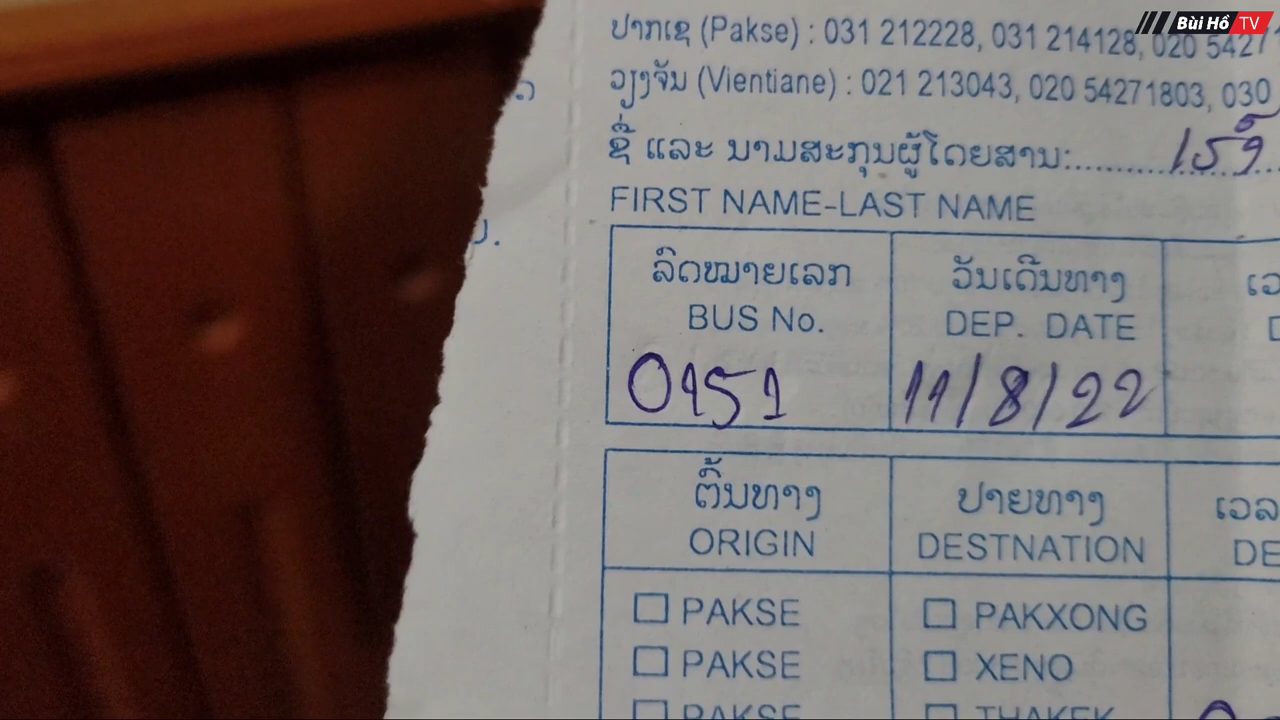 Bùi Hồ TV
ປາກເຊ (Pakse) : 031 212228, 031 214128, 020 5427
ວຽງຈັນ (Vientiane) : 021 213043, 020 54271803, 030
ຊື່ ແລະ ນາມສະກຸນຜູ້ໂດຍສານ:
FIRST NAME-LAST NAME
ລົດໝາຍເລກ ວັນເດີນທາງ
BUS No. DEP. DATE
0151 11/8/22
ຕົ້ນທາງ ປາຍທາງ
ORIGIN DESTNATION
PAKSE PAKXONG
PAKSE XENO
PAKSE THAKEK